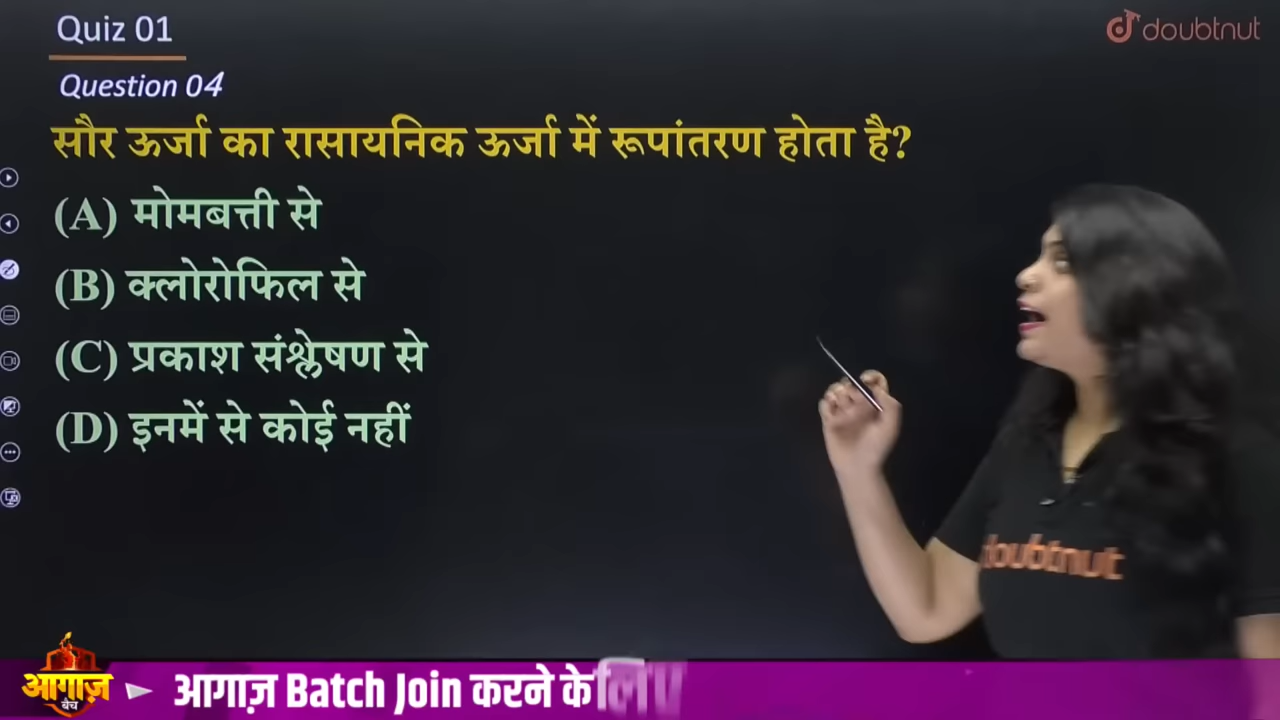 Quiz 01
doubtnut
Question 04
सौर ऊर्जा का रासायनिक ऊर्जा में रूपांतरण होता है?
(A) मोमबत्ती से
(B) क्लोरोफिल से
(C) प्रकाश संश्लेषण से
(D) इनमें से कोई नहीं
doubtnut
आगाज़
बैच
आगाज़ Batch Join करने के लिए